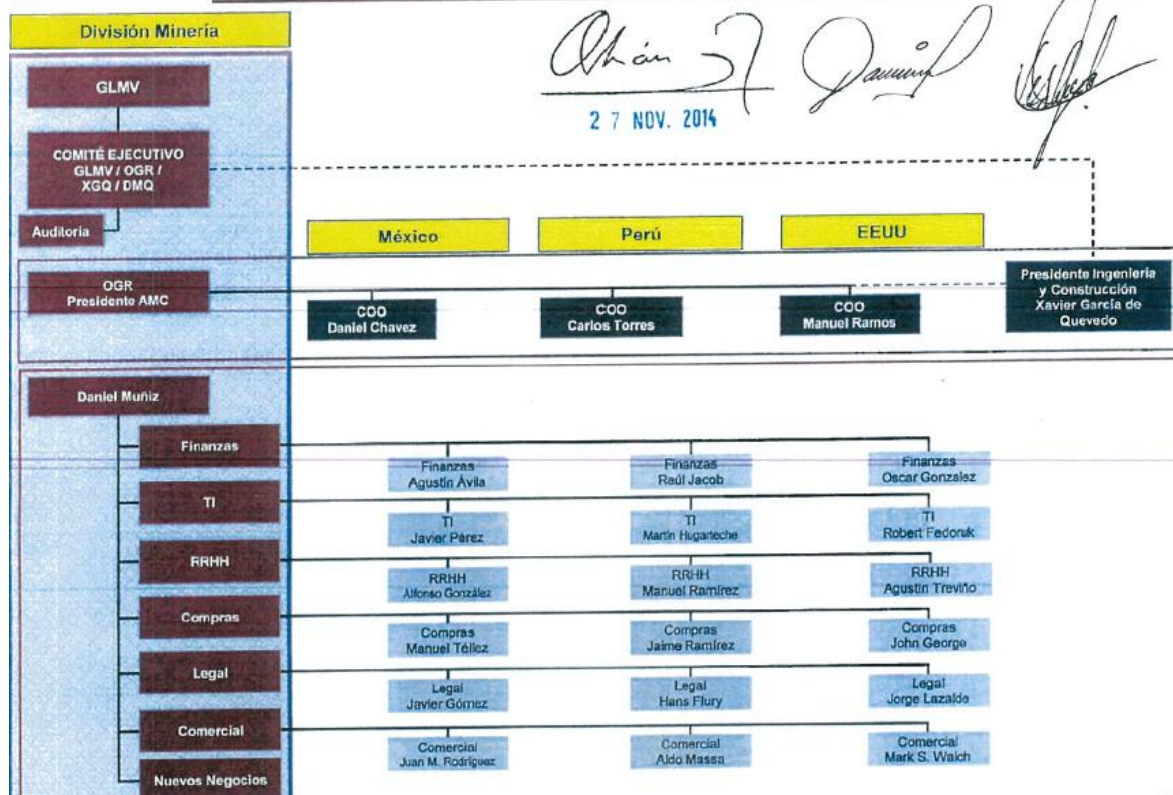 División Minería
27 NOV. 2014
GLMV
COMITÉ EJECUTIVO
GLMV / OGR /
XGQ / DMQ
Auditoria
México
Perú
EEUU
OGR
Presidente AMC
COO
Daniel Chavez
COO
Carlos Torres
COO
Manuel Ramos
Presidente Ingeniería
y Construcción
Xavier García de
Quevedo
Daniel Muñiz
Finanzas
Finanzas
Agustín Ávila
Finanzas
Raúl Jacob
Finanzas
Oscar Gonzalez
TI
TI
Javier Pérez
TI
Martín Hugarteche
TI
Robert Fedoruk
RRHH
RRHH
Alfonso González
RRHH
Manuel Ramírez
RRHH
Agustín Treviño
Compras
Compras
Manuel Téllez
Compras
Jaime Ramírez
Compras
John George
Legal
Legal
Javier Gómez
Legal
Hans Flury
Legal
Jorge Lazalde
Comercial
Comercial
Juan M. Rodríguez
Comercial
Aldo Massa
Comercial
Mark S. Walch
Nuevos Negocios